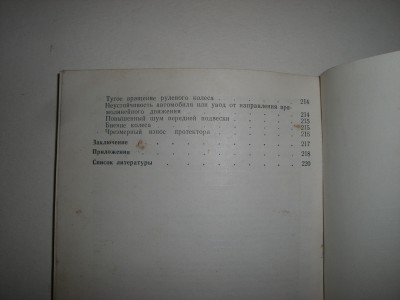 Тугое вращение рулевого колеса . 214
Неустойчивость автомобиля или увод от направления пря-
молинейного движения . . . . . . 214
Повышенный шум передней подвески . . . . 215
Биение колеса . . . . . . . . 215
Чрезмерный износ протектора . . . . . 216
Заключение . . . . . . . . 217
Приложение . . . . . . . . 218
Список литературы . . . . . . . 220